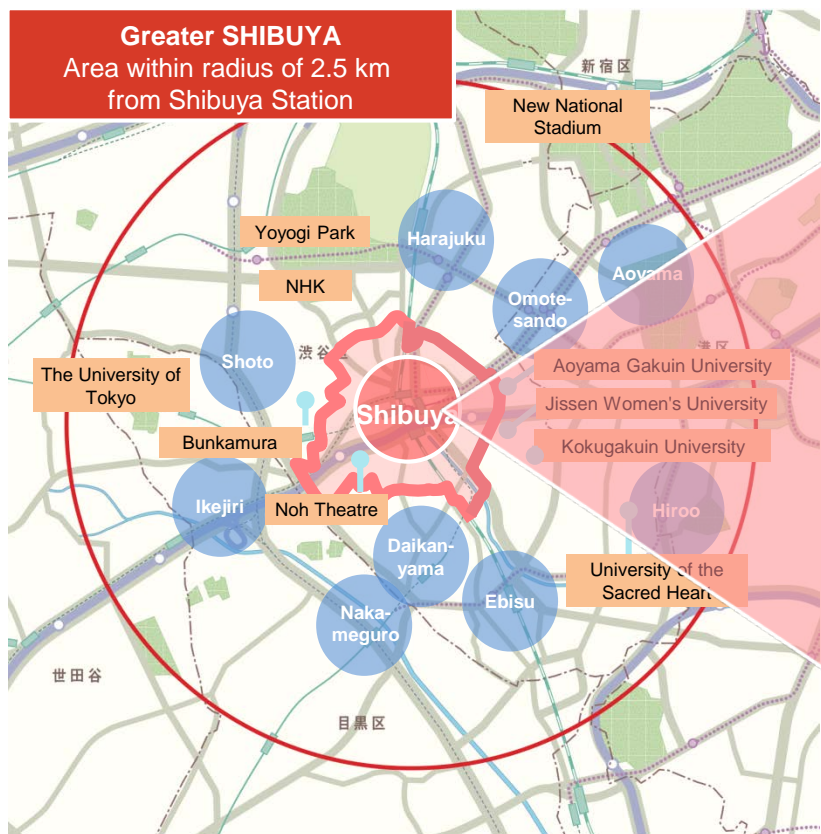 Greater SHIBUYA
Area within radius of 2.5 km
from Shibuya Station
新宿区
New National
Stadium
Yoyogi Park
Harajuku
Aoyama
NHK
Omote-
sando
港区
渋谷区
Shoto
Aoyama Gakuin University
The University of
Tokyo
Jissen Women's University
Shibuya
Bunkamura
Kokugakuin University
Ikejiri
Noh Theatre
Hiroo
Daikan-
yama
University of the
Sacred Heart
Ebisu
Naka-
meguro
世田谷
目黒区